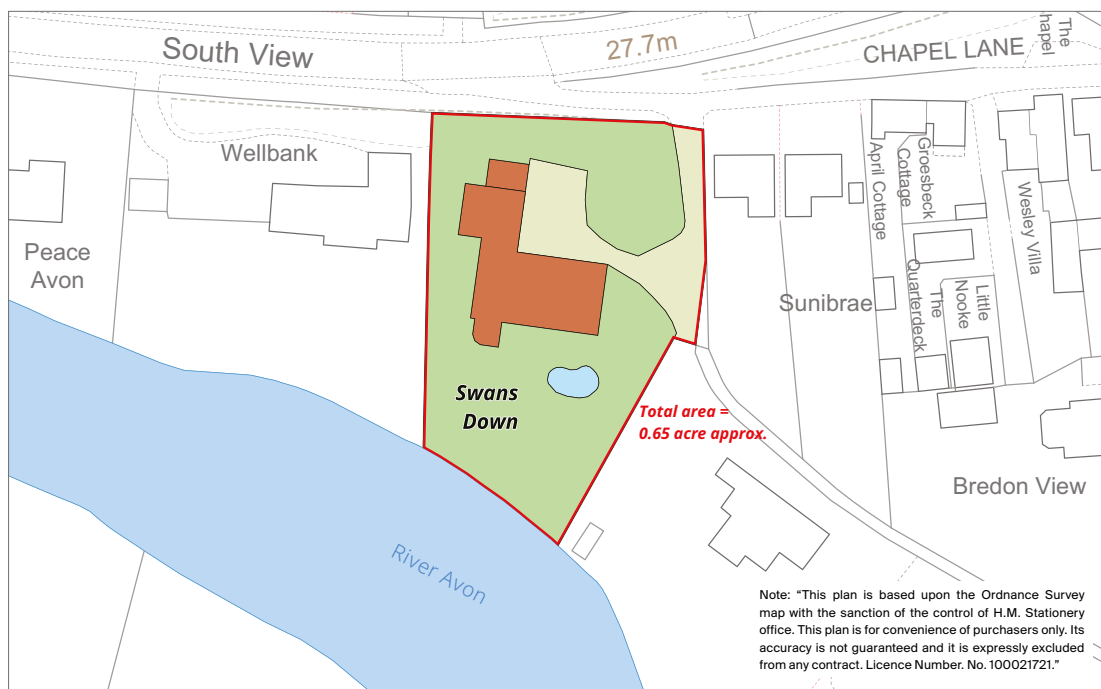 South View
27.7m
CHAPEL LANE
The
Chapel
Wellbank
April Cottage
Groesbeck
Cottage
Wesley Villa
Peace
Avon
Sunibrae
The
Quarterdeck
Little
Nooke
Swans
Down
Total area =
0.65 acre approx.
Bredon View
River Avon
Note: “This plan is based upon the Ordnance Survey
map with the sanction of the control of H.M. Stationery
office. This plan is for convenience of purchasers only. Its
accuracy is not guaranteed and it is expressly excluded
from any contract. Licence Number. No. 100021721.”